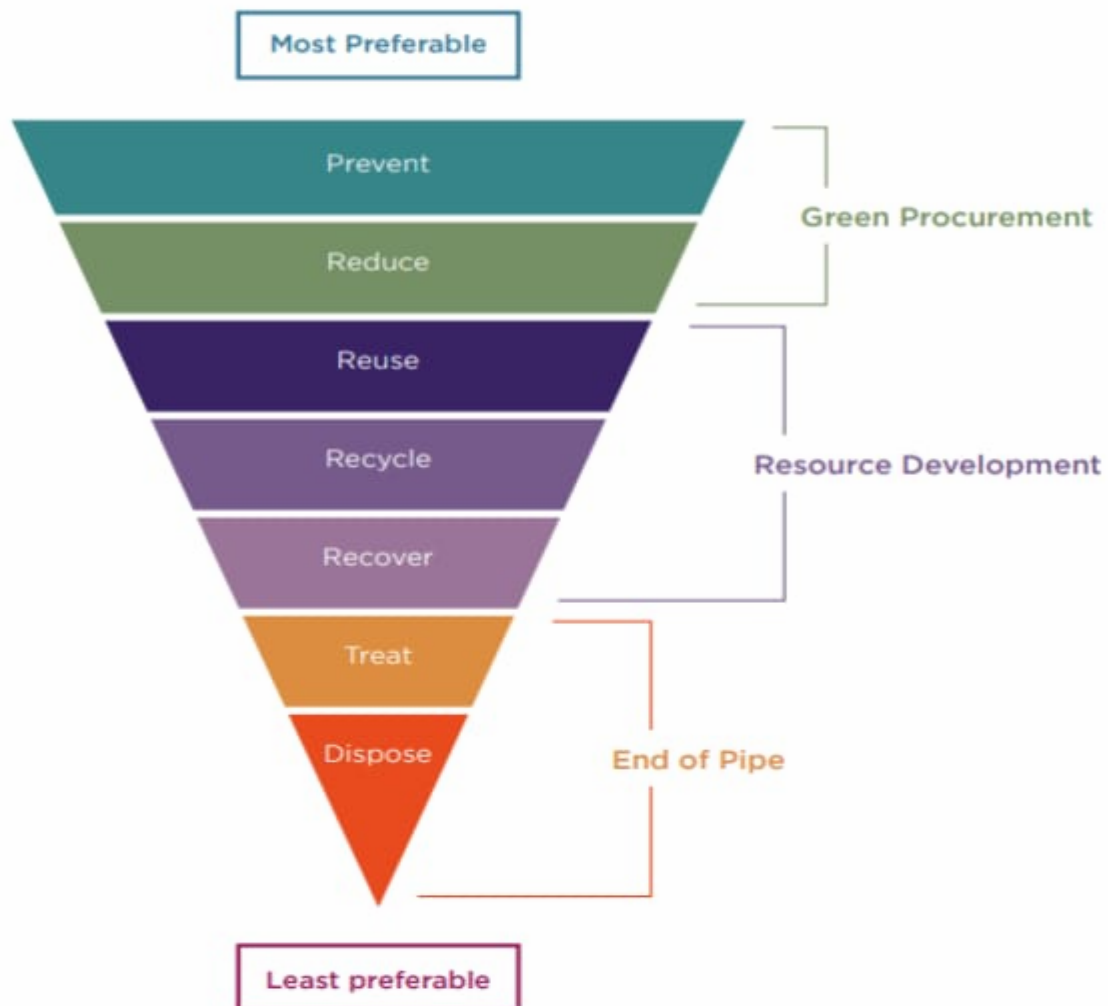 Most Preferable
Prevent
Green Procurement
Reduce
Reuse
Recycle
Resource Development
Recover
Treat
Dispose
End of Pipe
Least preferable